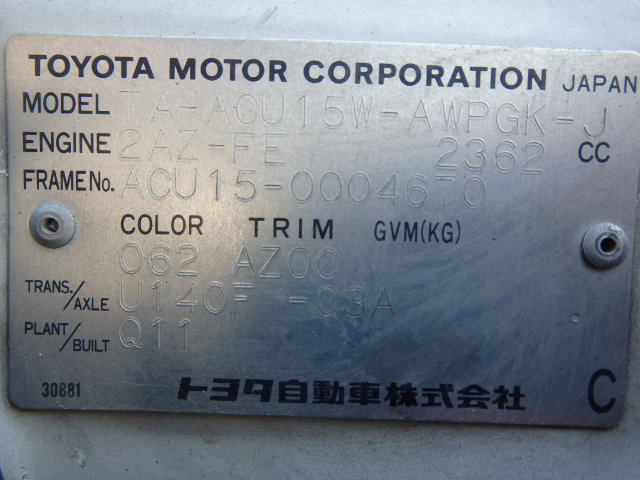 TOYOTA MOTOR CORPORATION JAPAN
MODEL TA-ACU15W-AWPGK-J
ENGINE 2AZ-FE 2362 CC
FRAME No. ACU15-0004670
COLOR TRIM GVM(KG)
062 AZ00
TRANS./AXLE U140F -03A
PLANT/BUILT Q11
30881 トヨタ自動車株式会社 C